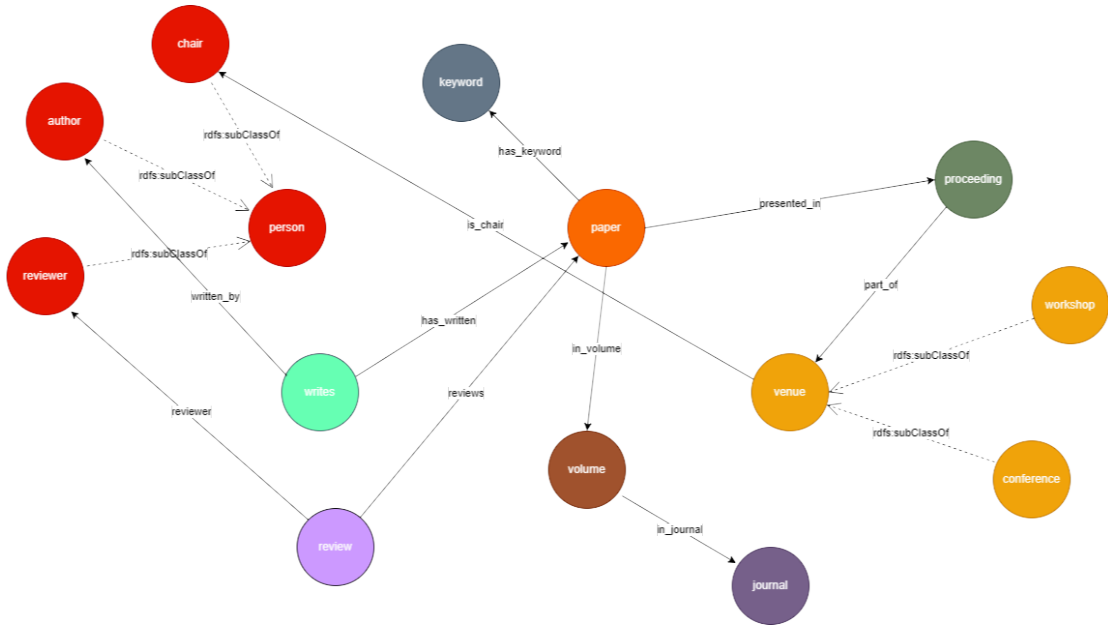 chair
keyword
author
rdfs:subClassOf
has_keyword
rdfs:subClassOf
proceeding
presented_in
person
is_chair
paper
rdfs:subClassOf
reviewer
written_by
has_written
part_of
workshop
in_volume
rdfs:subClassOf
writes
reviews
venue
reviewer
rdfs:subClassOf
volume
conference
in_journal
review
journal